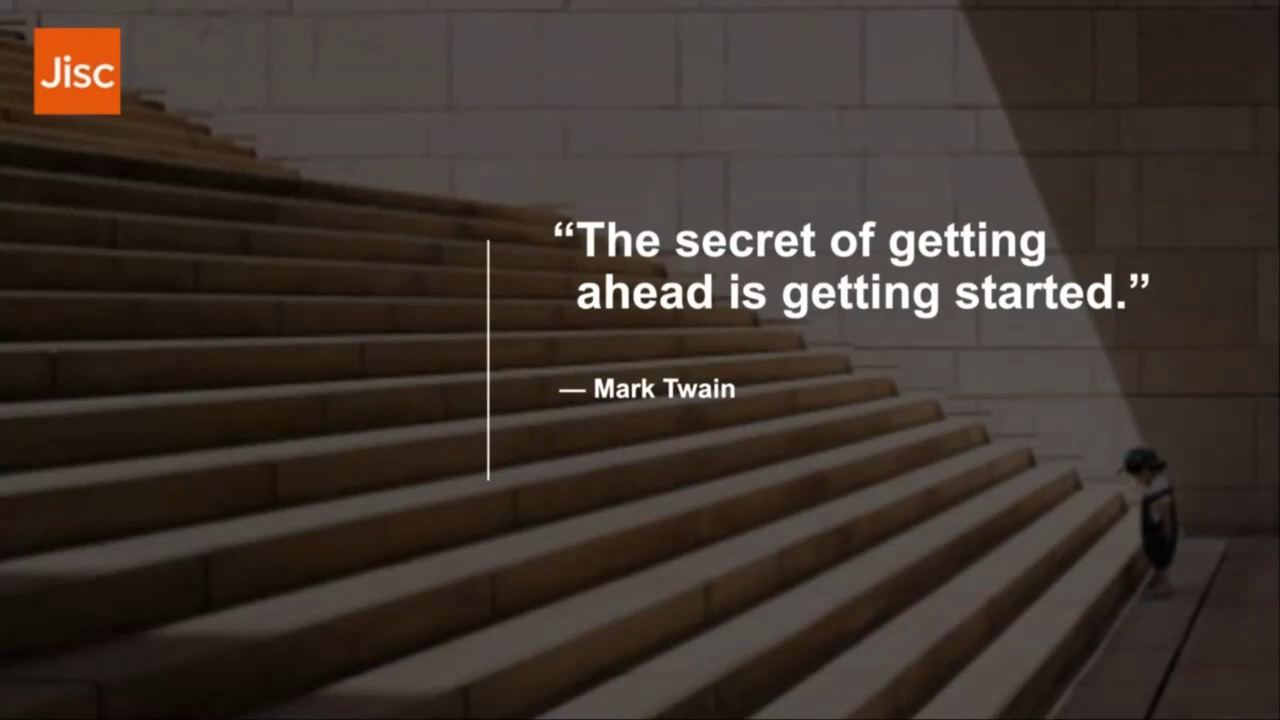 Jisc
“The secret of getting
ahead is getting started.”
— Mark Twain